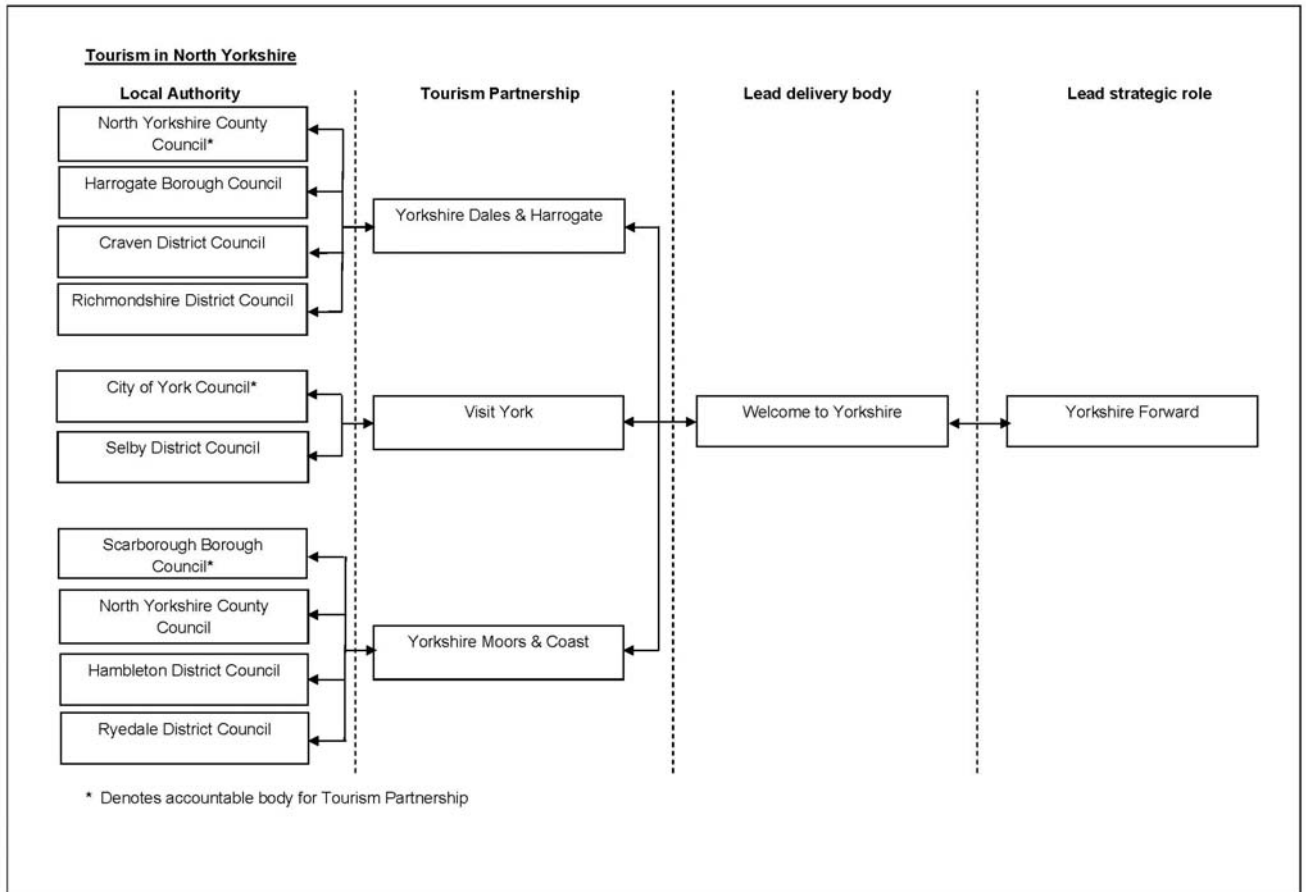 Tourism in North Yorkshire
Local Authority
Tourism Partnership
Lead delivery body
Lead strategic role
North Yorkshire County
Council*
Harrogate Borough Council
Craven District Council
Richmondshire District Council
Yorkshire Dales & Harrogate
City of York Council*
Selby District Council
Visit York
Welcome to Yorkshire
Yorkshire Forward
Scarborough Borough
Council*
North Yorkshire County
Council
Hambleton District Council
Ryedale District Council
Yorkshire Moors & Coast
* Denotes accountable body for Tourism Partnership